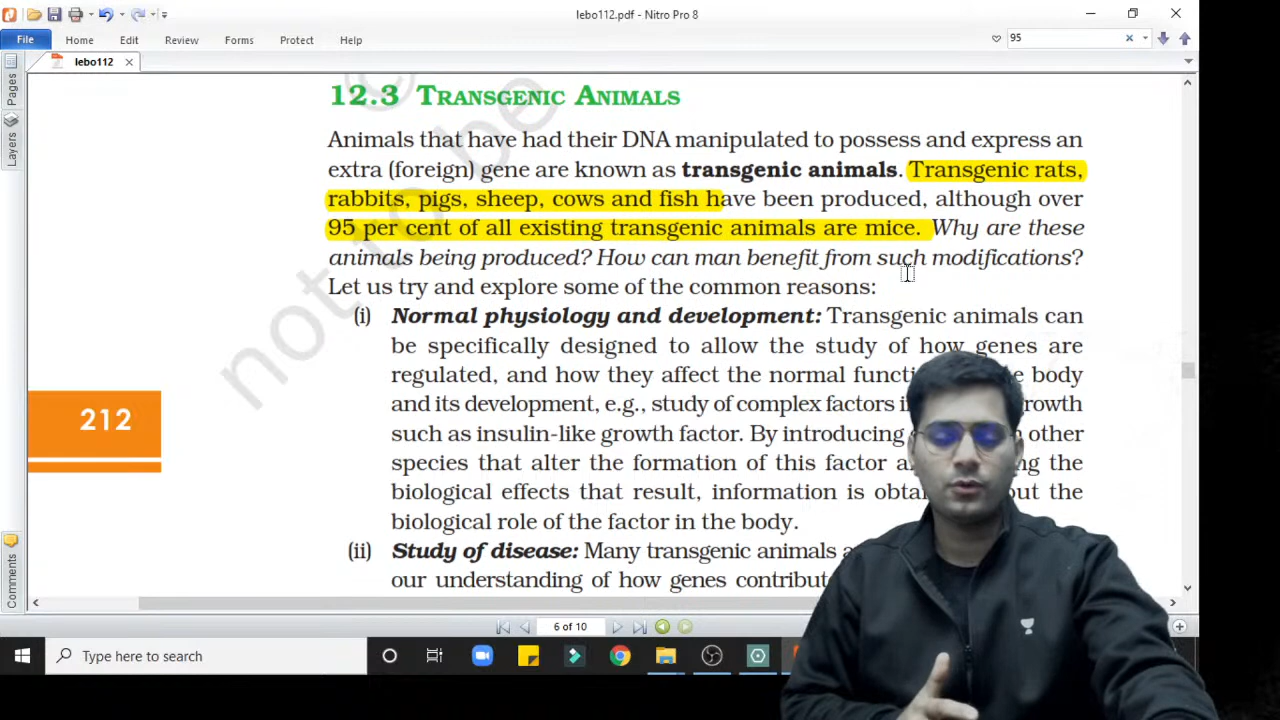 lebo112.pdf - Nitro Pro 8
File Home Edit Review Forms Protect Help
95
lebo112
Pages
Layers
Comments
12.3 TRANSGENIC ANIMALS
Animals that have had their DNA manipulated to possess and express an
extra (foreign) gene are known as transgenic animals. Transgenic rats,
rabbits, pigs, sheep, cows and fish have been produced, although over
95 per cent of all existing transgenic animals are mice. Why are these
animals being produced? How can man benefit from such modifications?
Let us try and explore some of the common reasons:
(i) Normal physiology and development: Transgenic animals can
be specifically designed to allow the study of how genes are
regulated, and how they affect the normal body
and its development, e.g., study of complex factors growth
such as insulin-like growth factor. By introducing other
species that alter the formation of this factor the
biological effects that result, information is the
biological role of the factor in the body.
(ii) Study of disease: Many transgenic animals
our understanding of how genes
212
not to be
6 of 10
Type here to search